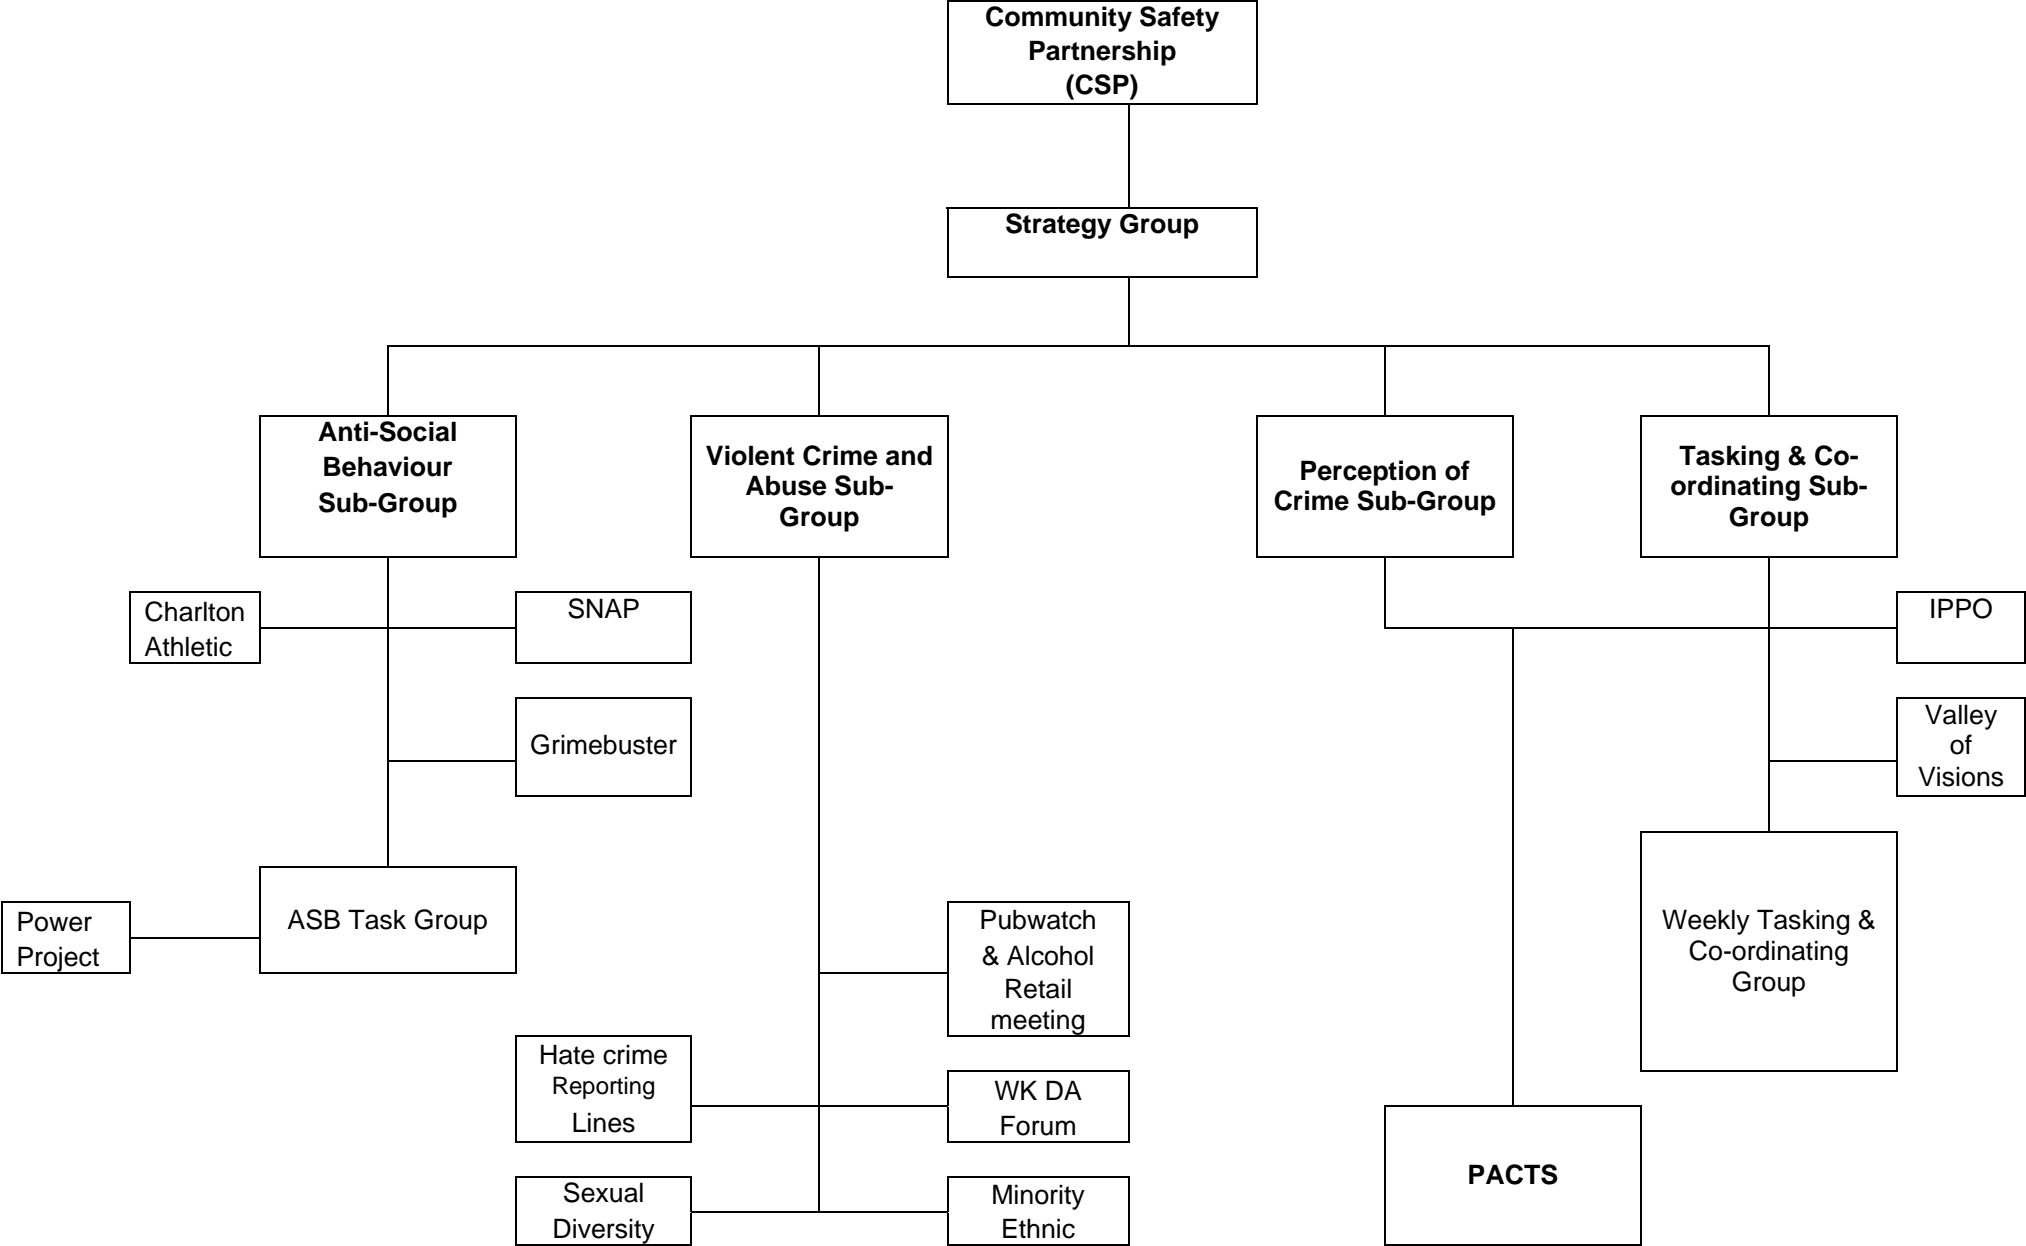 Community Safety
Partnership
(CSP)
Strategy Group
Anti-Social
Behaviour
Sub-Group
Violent Crime and
Abuse Sub-
Group
Perception of
Crime Sub-Group
Tasking & Co-
ordinating Sub-
Group
Charlton
Athletic
SNAP
IPPO
Grimebuster
Valley
of
Visions
Power
Project
ASB Task Group
Pubwatch
& Alcohol
Retail
meeting
Weekly Tasking &
Co-ordinating
Group
Hate crime
Reporting
Lines
WK DA
Forum
PACTS
Sexual
Diversity
Minority
Ethnic